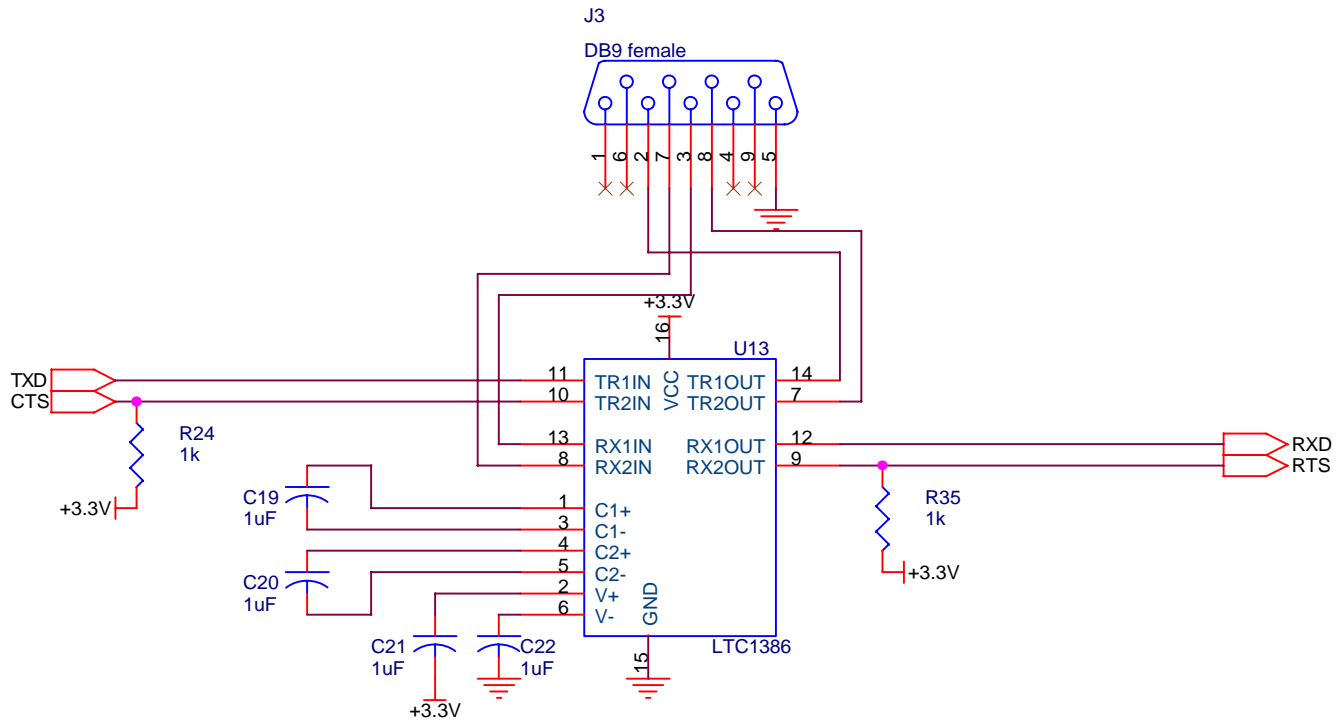 J3
DB9 female
1 6 2 7 3 8 4 9 5
+3.3V
16
U13
TXD 11 TR1IN VCC TR1OUT 14
CTS 10 TR2IN TR2OUT 7
R24
1k
+3.3V
13 RX1IN RX1OUT 12 RXD
8 RX2IN RX2OUT 9 RTS
C19
1uF
1 C1+
3 C1-
R35
1k
+3.3V
C20
1uF
4 C2+
5 C2-
2 V+
6 V-
GND
15
LTC1386
C21
1uF
C22
1uF
+3.3V